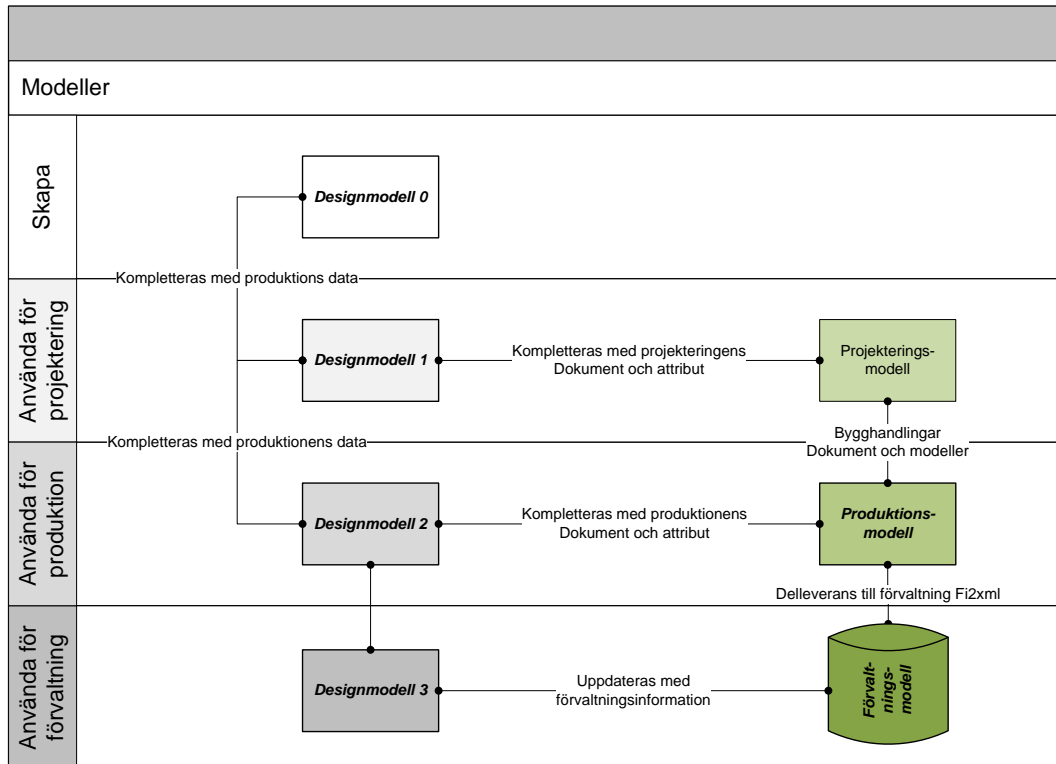 Modeller
Skapa
Designmodell 0
Kompletteras med produktions data
Använda för
projektering
Designmodell 1
Kompletteras med projekteringens
Dokument och attribut
Projekterings-
modell
Kompletteras med produktionens data
Bygghandlingar
Dokument och modeller
Använda för
produktion
Designmodell 2
Kompletteras med produktionens
Dokument och attribut
Produktions-
modell
Delleverans till förvaltning Fi2xml
Använda för
förvaltning
Designmodell 3
Uppdateras med
förvaltningsinformation
Förvalt-
nings-
modell